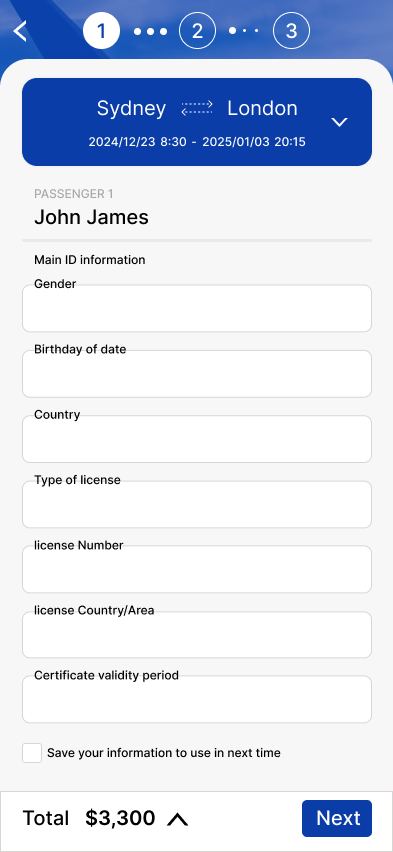 1
2
3
Sydney London
2024/12/23 8:30 - 2025/01/03 20:15
PASSENGER 1
John James
Main ID information
Gender
Birthday of date
Country
Type of license
license Number
license Country/Area
Certificate validity period
Save your information to use in next time
Total $3,300 Next